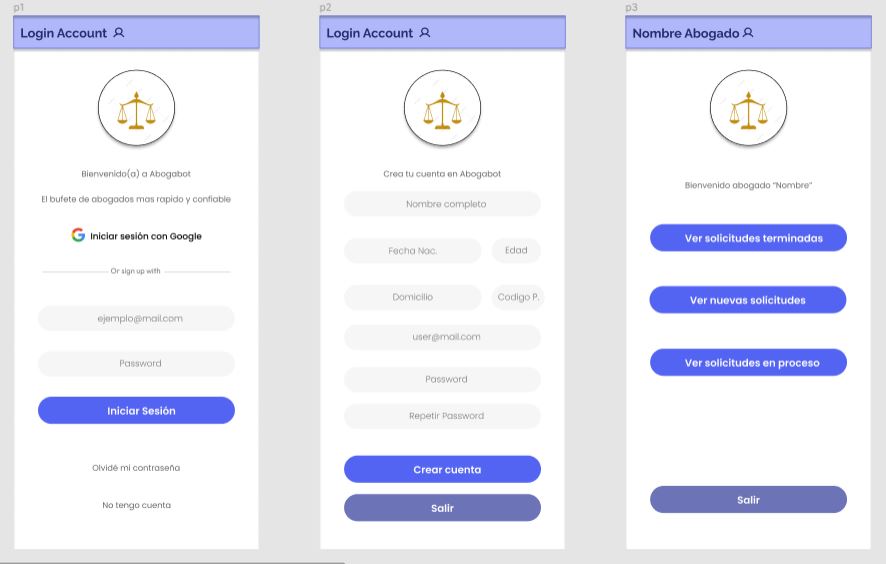 p1
Login Account
Bienvenido(a) a Abogabot
El bufete de abogados mas rapido y confiable
Iniciar sesión con Google
Or sign up with
ejemplo@mail.com
Password
Iniciar Sesión
Olvidé mi contraseña
No tengo cuenta
p2
Login Account
Crea tu cuenta en Abogabot
Nombre completo
Fecha Nac.
Edad
Domicilio
Codigo P.
user@mail.com
Password
Repetir Password
Crear cuenta
Salir
p3
Nombre Abogado
Bienvenido abogado "Nombre"
Ver solicitudes terminadas
Ver nuevas solicitudes
Ver solicitudes en proceso
Salir